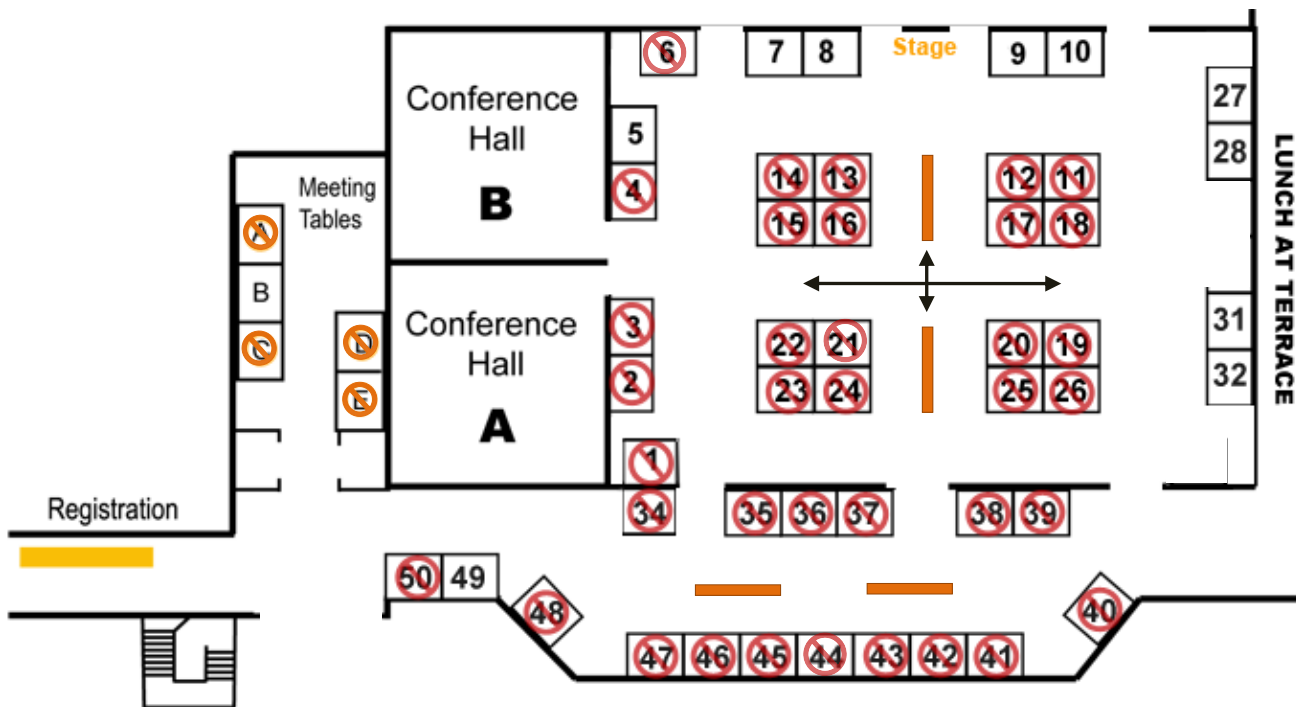 6
7 8
Stage
9 10
Conference
Hall
B
5
4
27
28
LUNCH AT TERRACE
Meeting
Tables
A
B
C
D
E
14 13
15 16
12 11
17 18
Conference
Hall
A
3
2
22 21
23 24
20 19
25 26
31
32
1
34
35 36 37
38 39
Registration
50 49
48
47 46 45 44 43 42 41
40